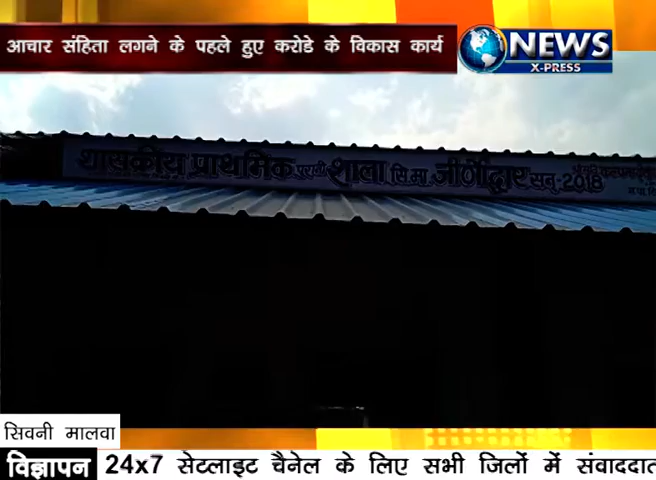 आचार संहिता लगने के पहले हुए करोडे के विकास कार्य
NEWS
X-PRESS
शासकीय प्राथमिक शाला सि.मा. जीर्णोद्धार सन्-2018
सिवनी मालवा
विज्ञापन 24x7 सेटलाइट चैनेल के लिए सभी जिलों में संवाददात